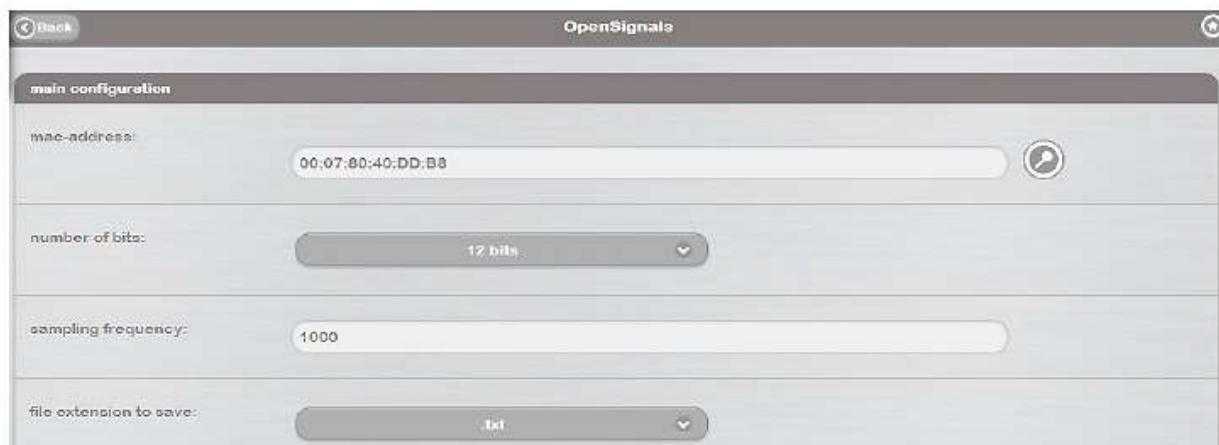 Back
OpenSignals
main configuration
mac-address:
00:07:80:40:DD:B8
number of bits:
12 bits
sampling frequency:
1000
file extension to save:
.txt